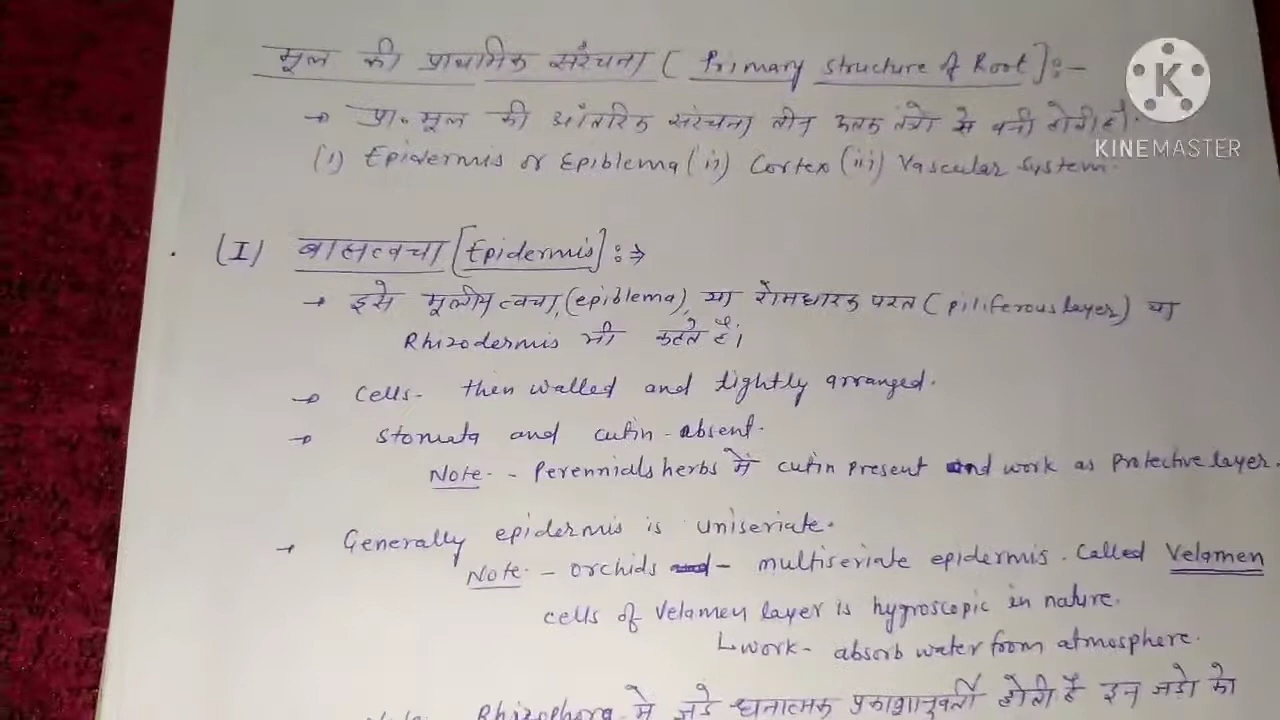 मूल की प्राथमिक संरचना ( Primary structure of Root ] :-
→ प्रा. मूल की आंतरिक संरचना तीन ऊतक तंत्रो से बनी होती है.
(i) Epidermis or Epiblema (ii) Cortex (iii) Vascular System.
(I) बाह्यत्वचा [Epidermis] :⇒
→ इसे मूलीय त्वचा, (epiblema), या रोमधारक परत ( piliferous layer) या
Rhizodermis भी कहते हैं।
→ Cells - then walled and tightly arranged.
→ Stomata and cutin - absent.
Note - - Perennials herbs में cutin present and work as Protective layer.
→ Generally epidermis is uniseriate.
Note - orchids - multiseriate epidermis. called Velamen
cells of Velamen layer is hygroscopic in nature.
↳ work - absorb water from atmosphere.
Rhizophora में जडे धनात्मक प्रकाशानुवर्ती होती है इन जडो को
K
KINEMASTER